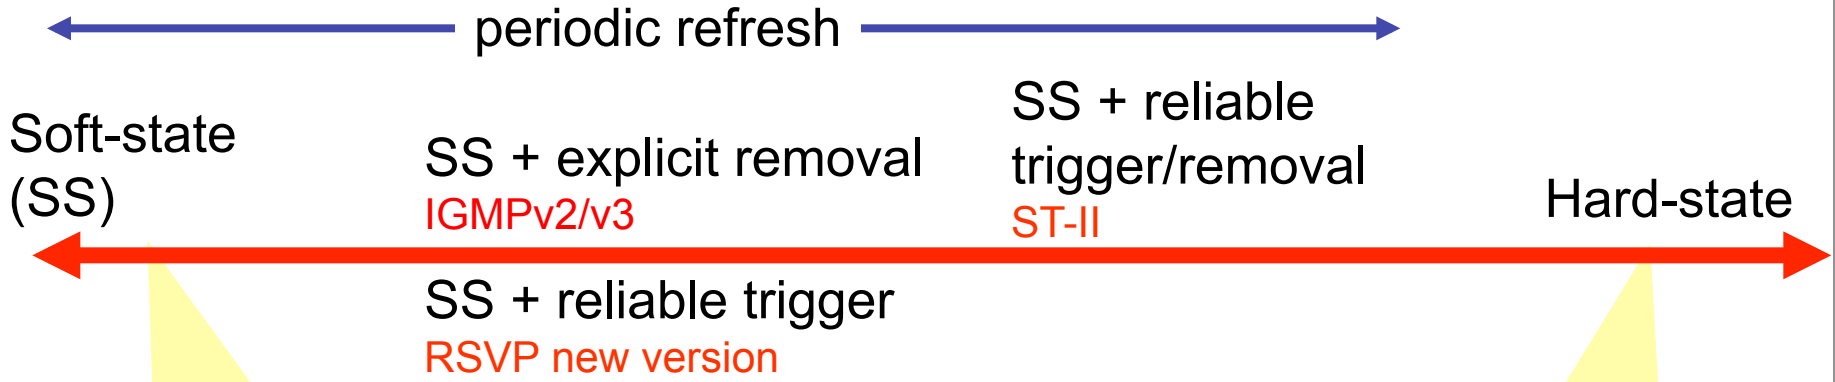 periodic refresh
Soft-state
(SS)
SS + explicit removal
IGMPv2/v3
SS + reliable
trigger/removal
ST-II
Hard-state
SS + reliable trigger
RSVP new version